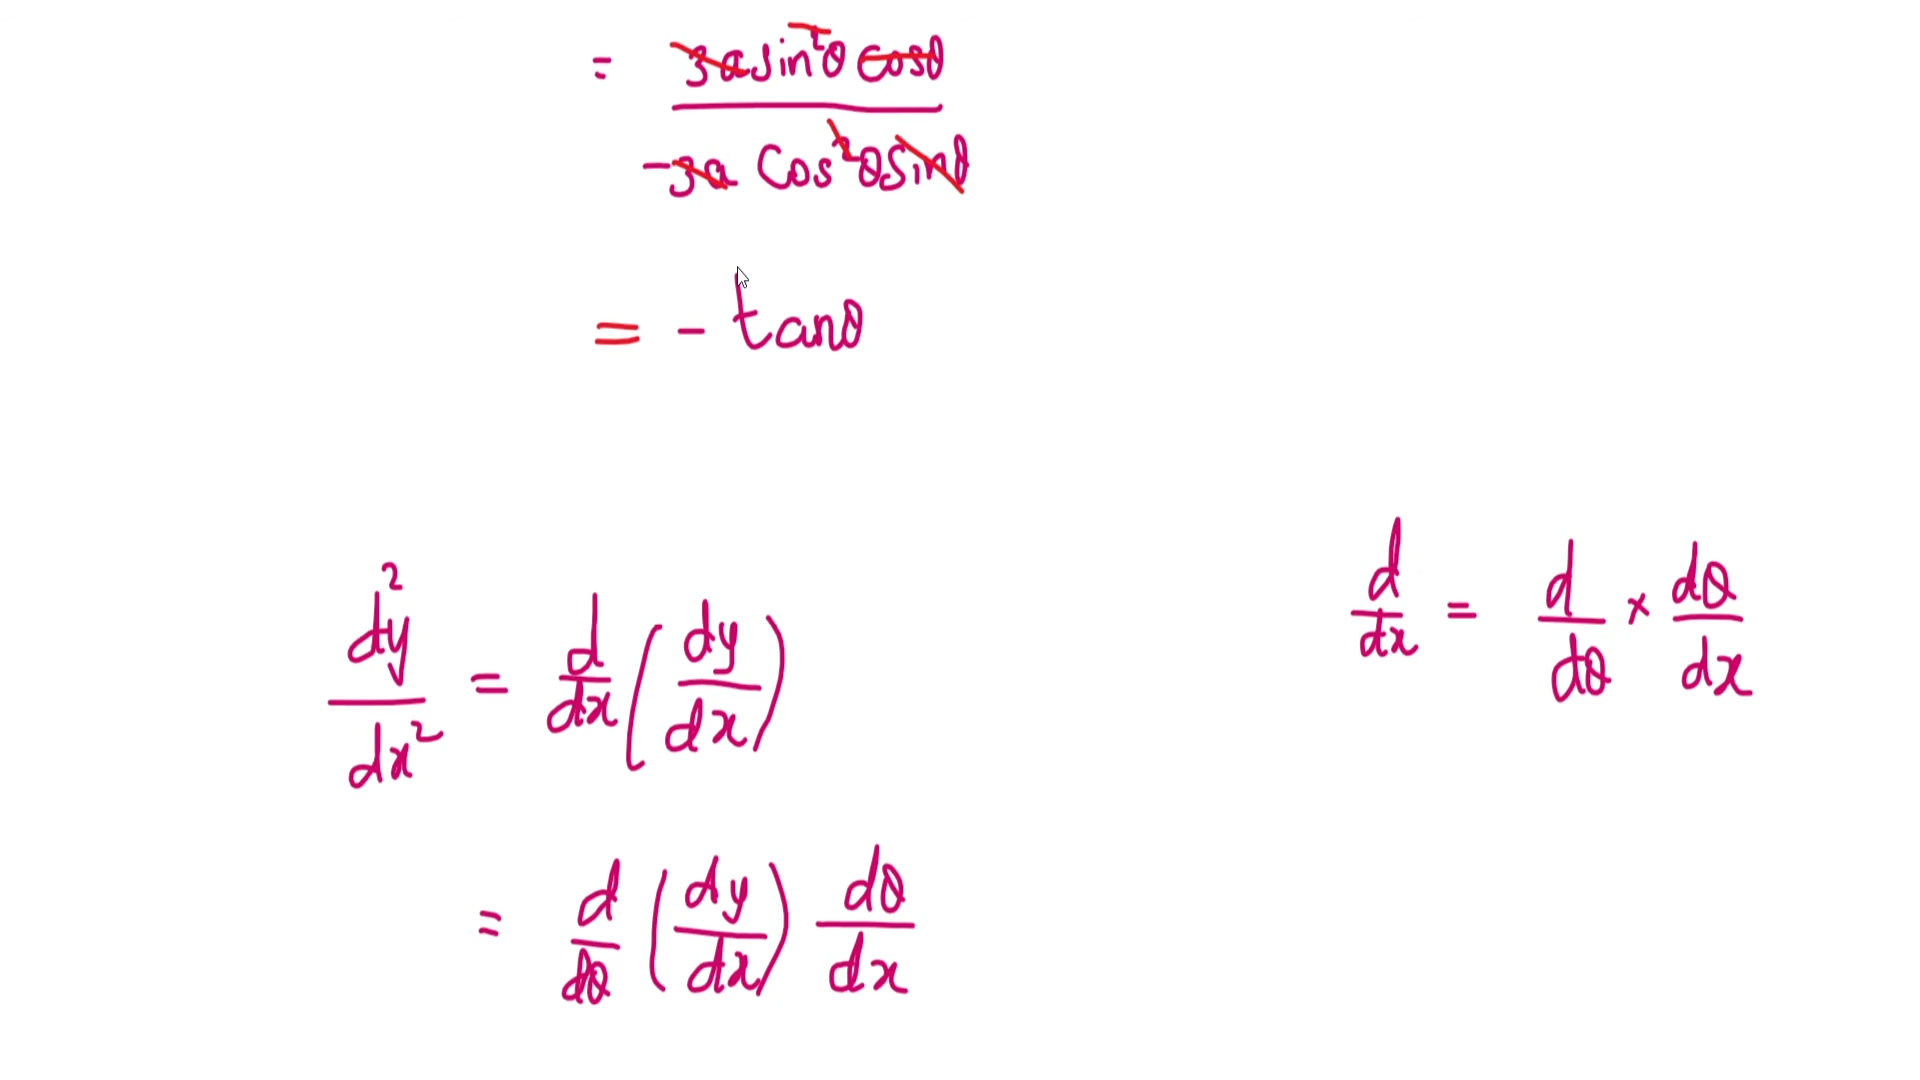 = 3a sin²θ cosθ / -3a cos²θ sinθ
= - tanθ
d²y/dx² = d/dx (dy/dx)
d/dx = d/dθ × dθ/dx
= d/dθ (dy/dx) dθ/dx